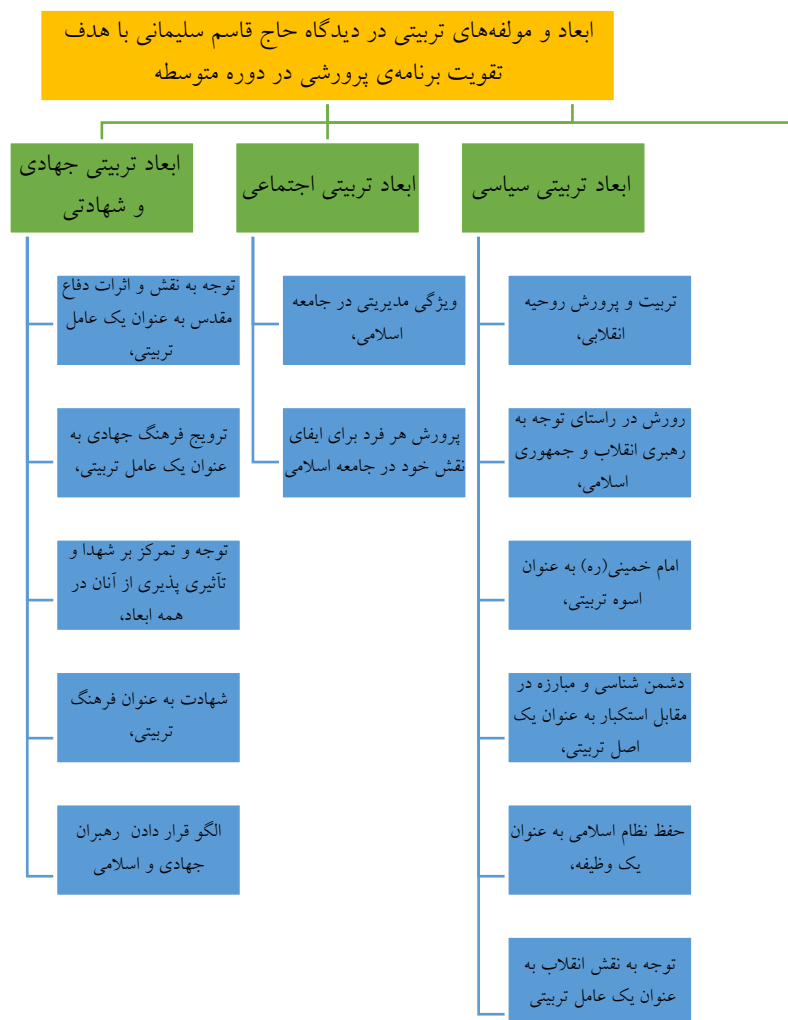 ابعاد و مولفه‌های تربیتی در دیدگاه حاج قاسم سلیمانی با هدف
تقویت برنامه‌ی پرورشی در دوره متوسطه
ابعاد تربیتی سیاسی
تربیت و پرورش روحیه
انقلابی،
رورش در راستای توجه به
رهبری انقلاب و جمهوری
اسلامی،
امام خمینی(ره) به عنوان
اسوه تربیتی،
دشمن شناسی و مبارزه در
مقابل استکبار به عنوان یک
اصل تربیتی،
حفظ نظام اسلامی به عنوان
یک وظیفه،
توجه به نقش انقلاب به
عنوان یک عامل تربیتی
ابعاد تربیتی اجتماعی
ویژگی مدیریتی در جامعه
اسلامی،
پرورش هر فرد برای ایفای
نقش خود در جامعه اسلامی
ابعاد تربیتی جهادی
و شهادتی
توجه به نقش و اثرات دفاع
مقدس به عنوان یک عامل
تربیتی،
ترویج فرهنگ جهادی به
عنوان یک عامل تربیتی،
توجه و تمرکز بر شهدا و
تآثیری پذیری از آنان در
همه ابعاد،
شهادت به عنوان فرهنگ
تربیتی،
الگو قرار دادن رهبران
جهادی و اسلامی